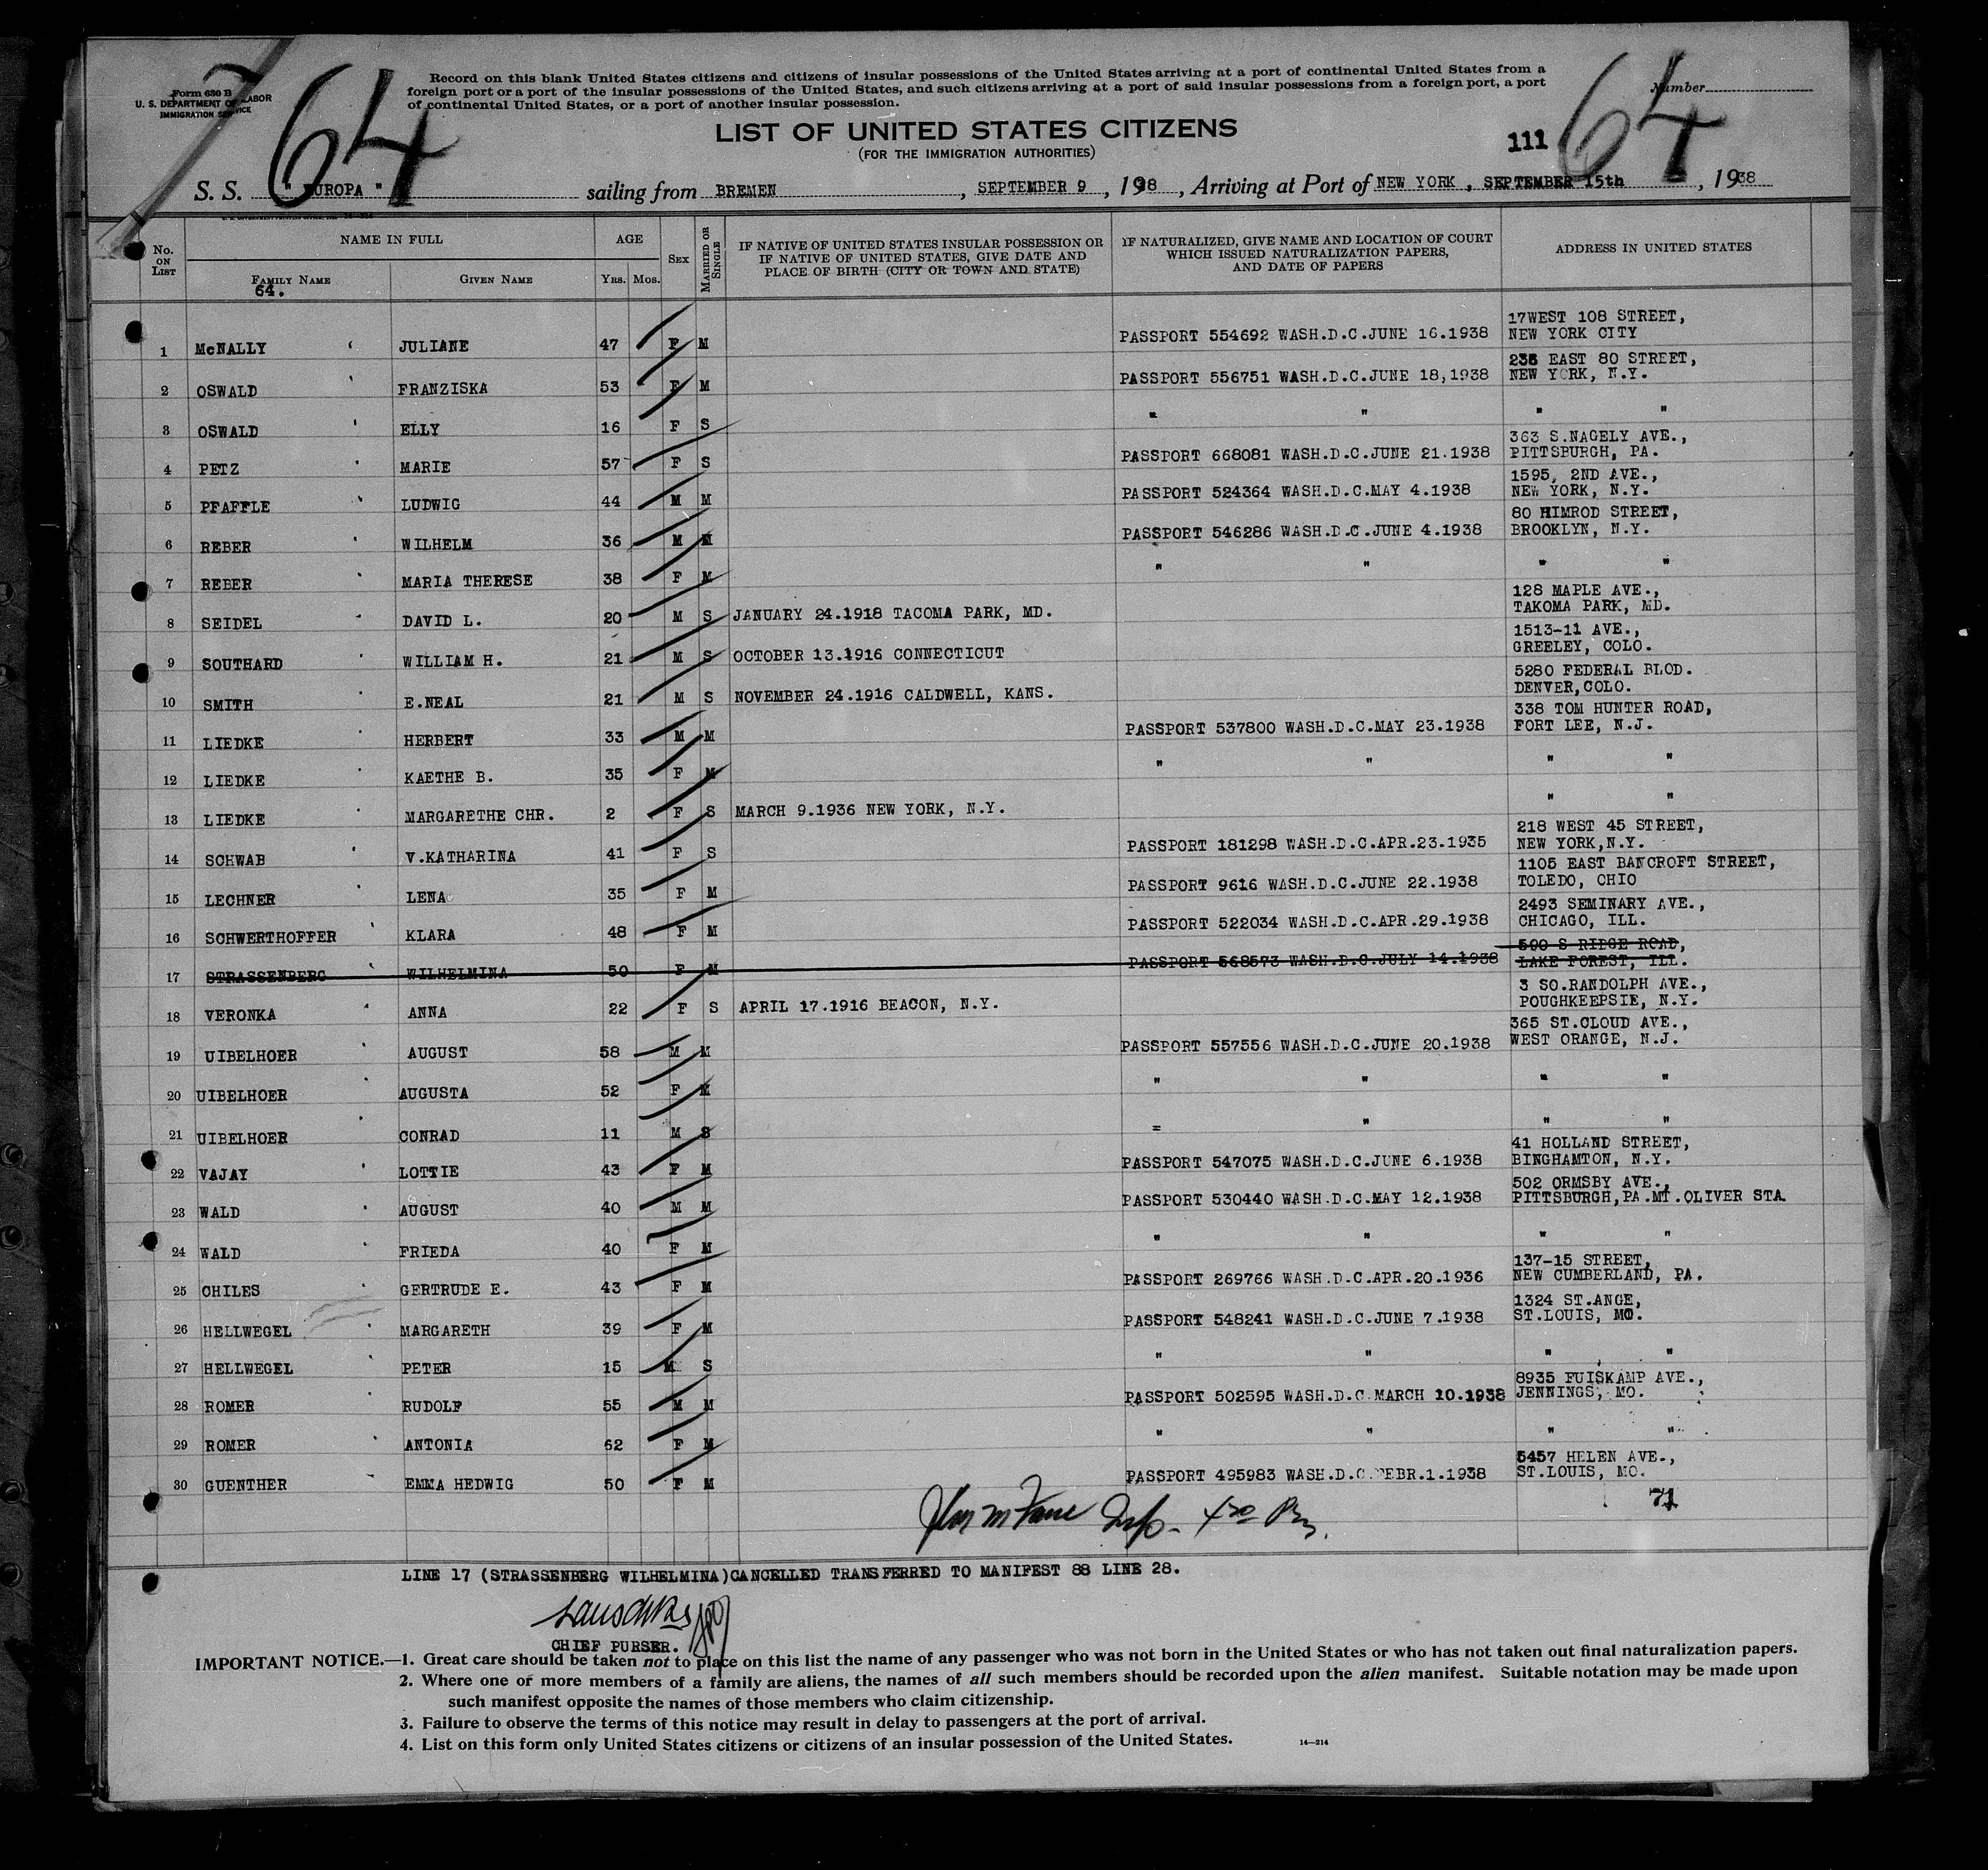 Form 630 B
U. S. DEPARTMENT OF LABOR
IMMIGRATION SERVICE
64
Record on this blank United States citizens and citizens of insular possessions of the United States arriving at a port of continental United States from a
foreign port or a port of the insular possessions of the United States, and such citizens arriving at a port of said insular possessions from a foreign port, a port
of continental United States, or a port of another insular possession.
Number
LIST OF UNITED STATES CITIZENS
(FOR THE IMMIGRATION AUTHORITIES)
111
64
S. S. "EUROPA" sailing from BREMEN, SEPTEMBER 9, 1938, Arriving at Port of NEW YORK, SEPTEMBER 15th, 1938
No. ON LIST
NAME IN FULL
FAMILY NAME
GIVEN NAME
AGE
YRS. MOS.
SEX
MARRIED OR SINGLE
IF NATIVE OF UNITED STATES INSULAR POSSESSION OR
IF NATIVE OF UNITED STATES, GIVE DATE AND
PLACE OF BIRTH (CITY OR TOWN AND STATE)
IF NATURALIZED, GIVE NAME AND LOCATION OF COURT
WHICH ISSUED NATURALIZATION PAPERS,
AND DATE OF PAPERS
ADDRESS IN UNITED STATES
64.
17WEST 108 STREET,
1 McNALLY JULIANE 47 F M PASSPORT 554692 WASH.D.C.JUNE 16.1938 NEW YORK CITY
EAST 80 STREET,
2 OSWALD FRANZISKA 53 F M PASSPORT 556751 WASH.D.C.JUNE 18,1938 NEW YORK, N.Y.
3 OSWALD ELLY 16 F S " " " "
363 S.NAGELY AVE.,
4 PETZ MARIE 57 F S PASSPORT 668081 WASH.D.C.JUNE 21.1938 PITTSBURGH, PA.
1595, 2ND AVE.,
5 PFAFFLE LUDWIG 44 M M PASSPORT 524364 WASH.D.C.MAY 4.1938 NEW YORK, N.Y.
80 HIMROD STREET,
6 REBER WILHELM 36 M M PASSPORT 546286 WASH.D.C.JUNE 4.1938 BROOKLYN, N.Y.
7 REBER MARIA THERESE 38 F M " " " "
128 MAPLE AVE.,
8 SEIDEL DAVID L. 20 M S JANUARY 24.1918 TACOMA PARK, MD. TAKOMA PARK, MD.
1513-11 AVE.,
9 SOUTHARD WILLIAM H. 21 M S OCTOBER 13.1916 CONNECTICUT GREELEY, COLO.
5280 FEDERAL BLOD.
10 SMITH E.NEAL 21 M S NOVEMBER 24.1916 CALDWELL, KANS. DENVER,COLO.
338 TOM HUNTER ROAD,
11 LIEDKE HERBERT 33 M M PASSPORT 537800 WASH.D.C.MAY 23.1938 FORT LEE, N.J.
12 LIEDKE KAETHE B. 35 F M " " " "
13 LIEDKE MARGARETHE CHR. 2 F S MARCH 9.1936 NEW YORK, N.Y. " "
218 WEST 45 STREET,
14 SCHWAB V.KATHARINA 41 F S PASSPORT 181298 WASH.D.C.APR.23.1935 NEW YORK,N.Y.
1105 EAST BANCROFT STREET,
15 LECHNER LENA 35 F M PASSPORT 9616 WASH.D.C.JUNE 22.1938 TOLEDO, OHIO
2493 SEMINARY AVE.,
16 SCHWERTHOFFER KLARA 48 F M PASSPORT 522034 WASH.D.C.APR.29.1938 CHICAGO, ILL.
590 S RIDGE ROAD,
17 STRASSENBERG WILHELMINA 50 F M PASSPORT 568573 WASH.D.C.JULY 14.1938 LAKE FOREST, ILL.
3 SO.RANDOLPH AVE.,
18 VERONKA ANNA 22 F S APRIL 17.1916 BEACON, N.Y. POUGHKEEPSIE, N.Y.
365 ST.CLOUD AVE.,
19 UIBELHOER AUGUST 58 M M PASSPORT 557556 WASH.D.C.JUNE 20.1938 WEST ORANGE, N.J.
20 UIBELHOER AUGUSTA 52 F M " " " "
21 UIBELHOER CONRAD 11 M S " " " "
41 HOLLAND STREET,
22 VAJAY LOTTIE 43 F M PASSPORT 547075 WASH.D.C.JUNE 6.1938 BINGHAMTON, N.Y.
502 ORMSBY AVE.,
23 WALD AUGUST 40 M M PASSPORT 530440 WASH.D.C.MAY 12.1938 PITTSBURGH,PA.MT.OLIVER STA.
24 WALD FRIEDA 40 F M " " " "
137-15 STREET,
25 CHILES GERTRUDE E. 43 F M PASSPORT 269766 WASH.D.C.APR.20.1936 NEW CUMBERLAND, PA.
1324 ST.ANGE,
26 HELLWEGEL MARGARETH 39 F M PASSPORT 548241 WASH.D.C.JUNE 7.1938 ST.LOUIS, MO.
27 HELLWEGEL PETER 15 M S " " " "
8935 FUISKAMP AVE.,
28 ROMER RUDOLF 55 M M PASSPORT 502595 WASH.D.C.MARCH 10.1938 JENNINGS, MO.
29 ROMER ANTONIA 62 F M " " " "
5457 HELEN AVE.,
30 GUENTHER EMMA HEDWIG 50 F M PASSPORT 495983 WASH.D.C.FEBR.1.1938 ST.LOUIS, MO.
71
LINE 17 (STRASSENBERG WILHELMINA)CANCELLED TRANSFERRED TO MANIFEST 88 LINE 28.
CHIEF PURSER.
IMPORTANT NOTICE.—1. Great care should be taken not to place on this list the name of any passenger who was not born in the United States or who has not taken out final naturalization papers.
2. Where one or more members of a family are aliens, the names of all such members should be recorded upon the alien manifest. Suitable notation may be made upon
such manifest opposite the names of those members who claim citizenship.
3. Failure to observe the terms of this notice may result in delay to passengers at the port of arrival.
4. List on this form only United States citizens or citizens of an insular possession of the United States.
14—214